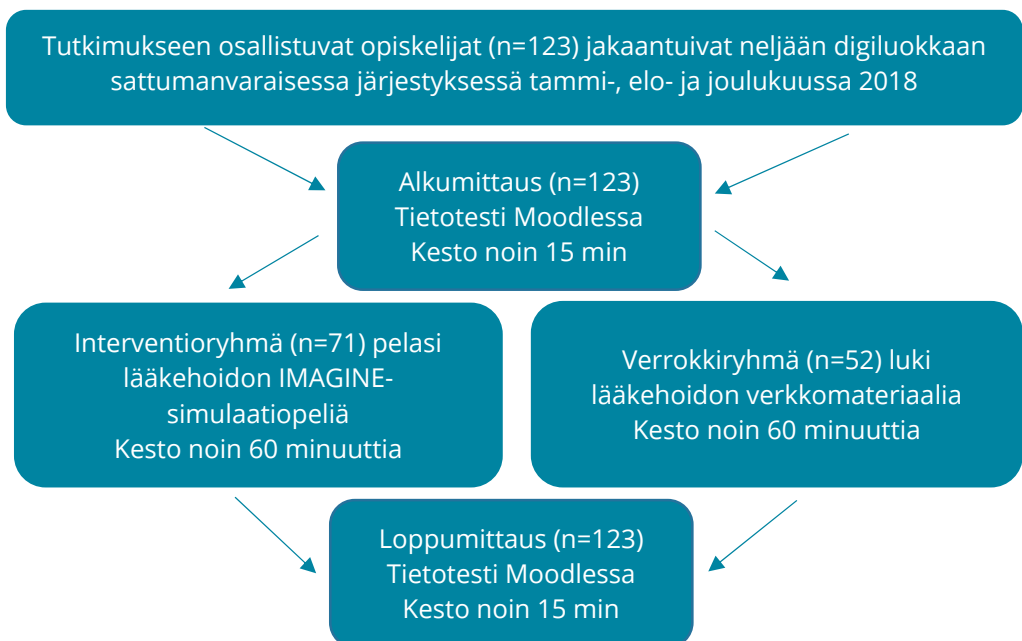 Tutkimukseen osallistuvat opiskelijat (n=123) jakaantuivat neljään digiluokkaan
sattumanvaraisessa järjestyksessä tammi-, elo- ja joulukuussa 2018
Alkumittaus (n=123)
Tietotesti Moodlessa
Kesto noin 15 min
Interventioryhmä (n=71) pelasi
lääkehoidon IMAGINE-
simulaatiopeliä
Kesto noin 60 minuuttia
Verrokkiryhmä (n=52) luki
lääkehoidon verkkomateriaalia
Kesto noin 60 minuuttia
Loppumittaus (n=123)
Tietotesti Moodlessa
Kesto noin 15 min